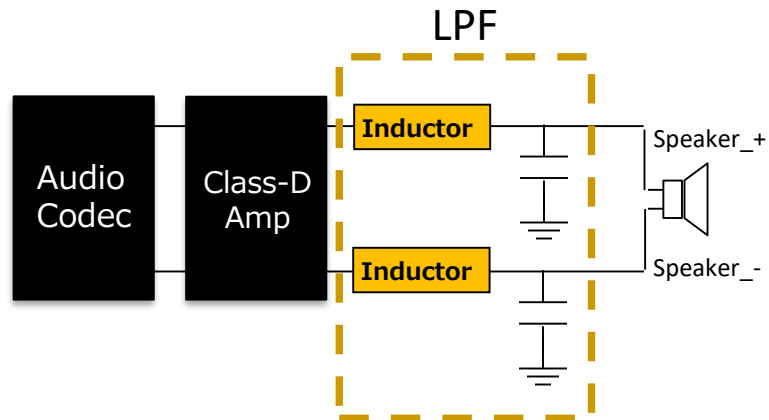 LPF
Audio
Codec
Class-D
Amp
Inductor
Inductor
Speaker_+
Speaker_-